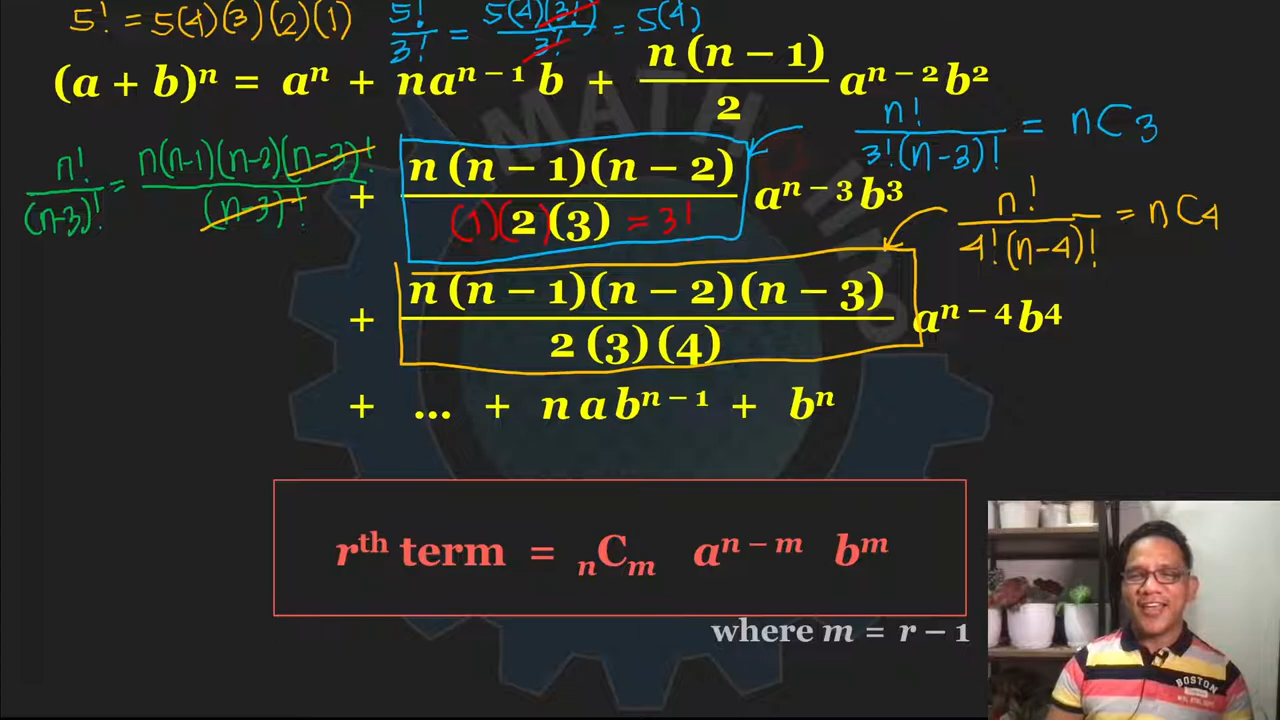 5! = 5(4)(3)(2)(1)  5!/3! = 5(4)(3!)/3! = 5(4)
(a + b)ⁿ = aⁿ + naⁿ⁻¹b + n(n − 1)/2 aⁿ⁻²b²
n!/3!(n−3)! = nC3
n!/(n-3)! = n(n-1)(n-2)(n-3)!/(n-3)!
+ n(n − 1)(n − 2)/(1)(2)(3) = 3! aⁿ⁻³b³
n!/4!(n-4)! = nC4
+ n(n − 1)(n − 2)(n − 3)/2(3)(4) aⁿ⁻⁴b⁴
+ ... + nabⁿ⁻¹ + bⁿ
rᵗʰ term = ₙCₘ aⁿ⁻ᵐ bᵐ
where m = r − 1
MATH
BOSTON